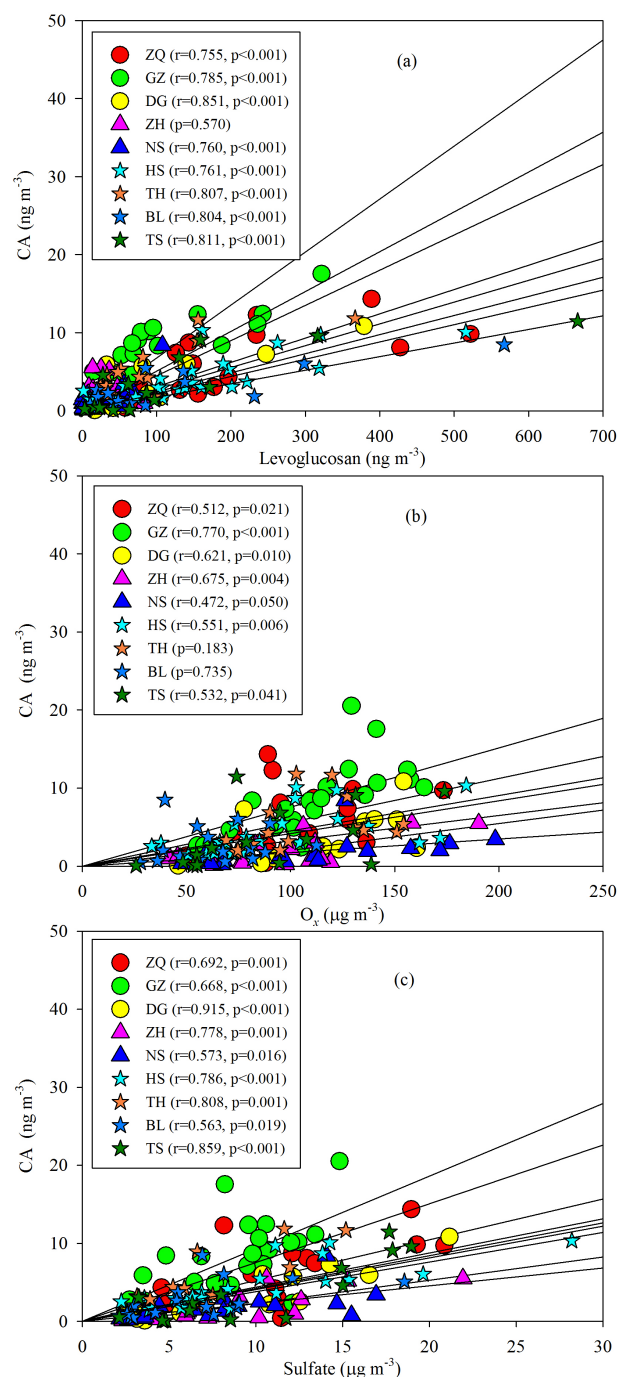 50
40
30
20
10
0
CA (ng m-3)
(a)
ZQ (r=0.755, p<0.001)
GZ (r=0.785, p<0.001)
DG (r=0.851, p<0.001)
ZH (p=0.570)
NS (r=0.760, p<0.001)
HS (r=0.761, p<0.001)
TH (r=0.807, p<0.001)
BL (r=0.804, p<0.001)
TS (r=0.811, p<0.001)
0 100 200 300 400 500 600 700
Levoglucosan (ng m-3)
50
40
30
20
10
0
CA (ng m-3)
(b)
ZQ (r=0.512, p=0.021)
GZ (r=0.770, p<0.001)
DG (r=0.621, p=0.010)
ZH (r=0.675, p=0.004)
NS (r=0.472, p=0.050)
HS (r=0.551, p=0.006)
TH (p=0.183)
BL (p=0.735)
TS (r=0.532, p=0.041)
0 50 100 150 200 250
Ox (μg m-3)
50
40
30
20
10
0
CA (ng m-3)
(c)
ZQ (r=0.692, p=0.001)
GZ (r=0.668, p<0.001)
DG (r=0.915, p<0.001)
ZH (r=0.778, p=0.001)
NS (r=0.573, p=0.016)
HS (r=0.786, p<0.001)
TH (r=0.808, p=0.001)
BL (r=0.563, p=0.019)
TS (r=0.859, p<0.001)
0 5 10 15 20 25 30
Sulfate (μg m-3)